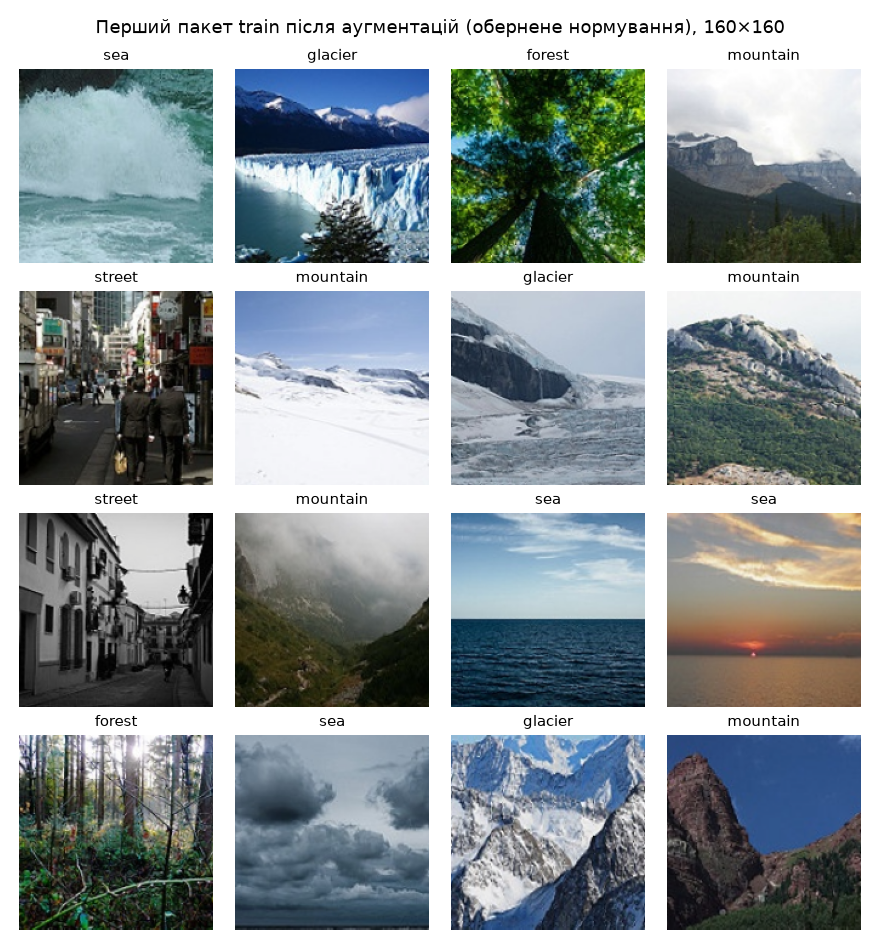 Перший пакет train після аугментацій (обернене нормування), 160×160
sea glacier forest mountain
street mountain glacier mountain
street mountain sea sea
forest sea glacier mountain